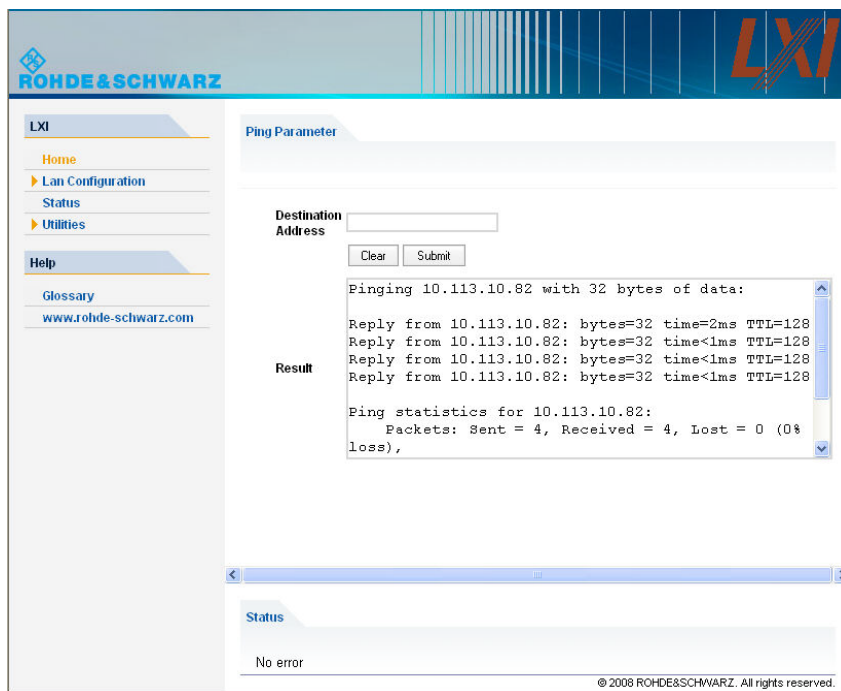 ROHDE&SCHWARZ
LXI
LXI
Home
Lan Configuration
Status
Utilities
Help
Glossary
www.rohde-schwarz.com
Ping Parameter
Destination
Address
Clear Submit
Result
Pinging 10.113.10.82 with 32 bytes of data:
Reply from 10.113.10.82: bytes=32 time=2ms TTL=128
Reply from 10.113.10.82: bytes=32 time<1ms TTL=128
Reply from 10.113.10.82: bytes=32 time<1ms TTL=128
Reply from 10.113.10.82: bytes=32 time<1ms TTL=128
Ping statistics for 10.113.10.82:
Packets: Sent = 4, Received = 4, Lost = 0 (0%
loss),
Status
No error
© 2008 ROHDE&SCHWARZ. All rights reserved.